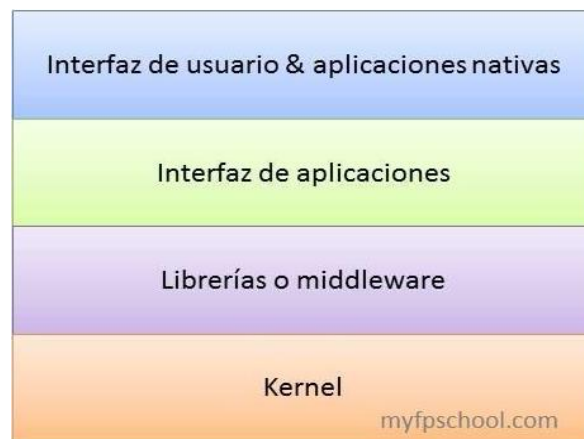 Interfaz de usuario & aplicaciones nativas
Interfaz de aplicaciones
Librerías o middleware
Kernel
myfpschool.com